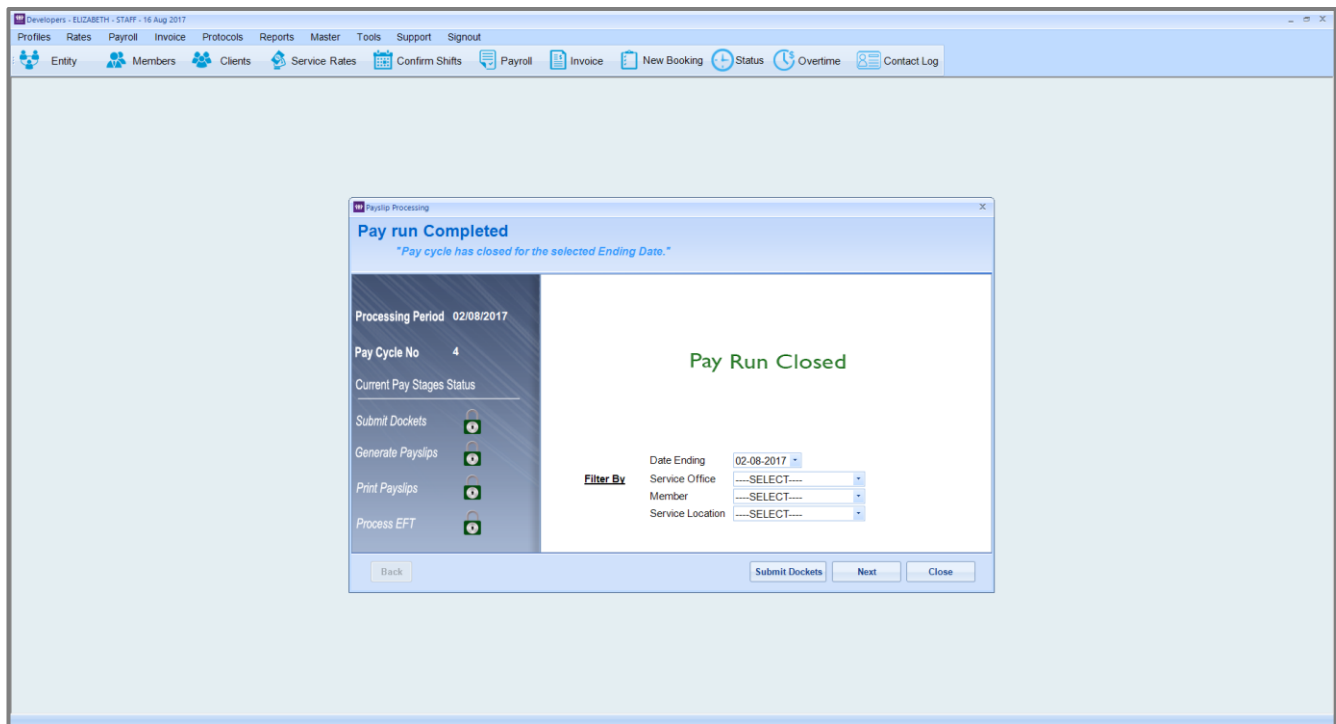 Developers - ELIZABETH - STAFF - 16 Aug 2017
Profiles Rates Payroll Invoice Protocols Reports Master Tools Support Signout
Entity Members Clients Service Rates Confirm Shifts Payroll Invoice New Booking Status Overtime Contact Log
Payslip Processing
Pay run Completed
"Pay cycle has closed for the selected Ending Date."
Processing Period 02/08/2017
Pay Cycle No 4
Current Pay Stages Status
Submit Dockets
Generate Payslips
Print Payslips
Process EFT
Pay Run Closed
Date Ending 02-08-2017
Filter By Service Office ----SELECT----
Member ----SELECT----
Service Location ----SELECT----
Back Submit Dockets Next Close